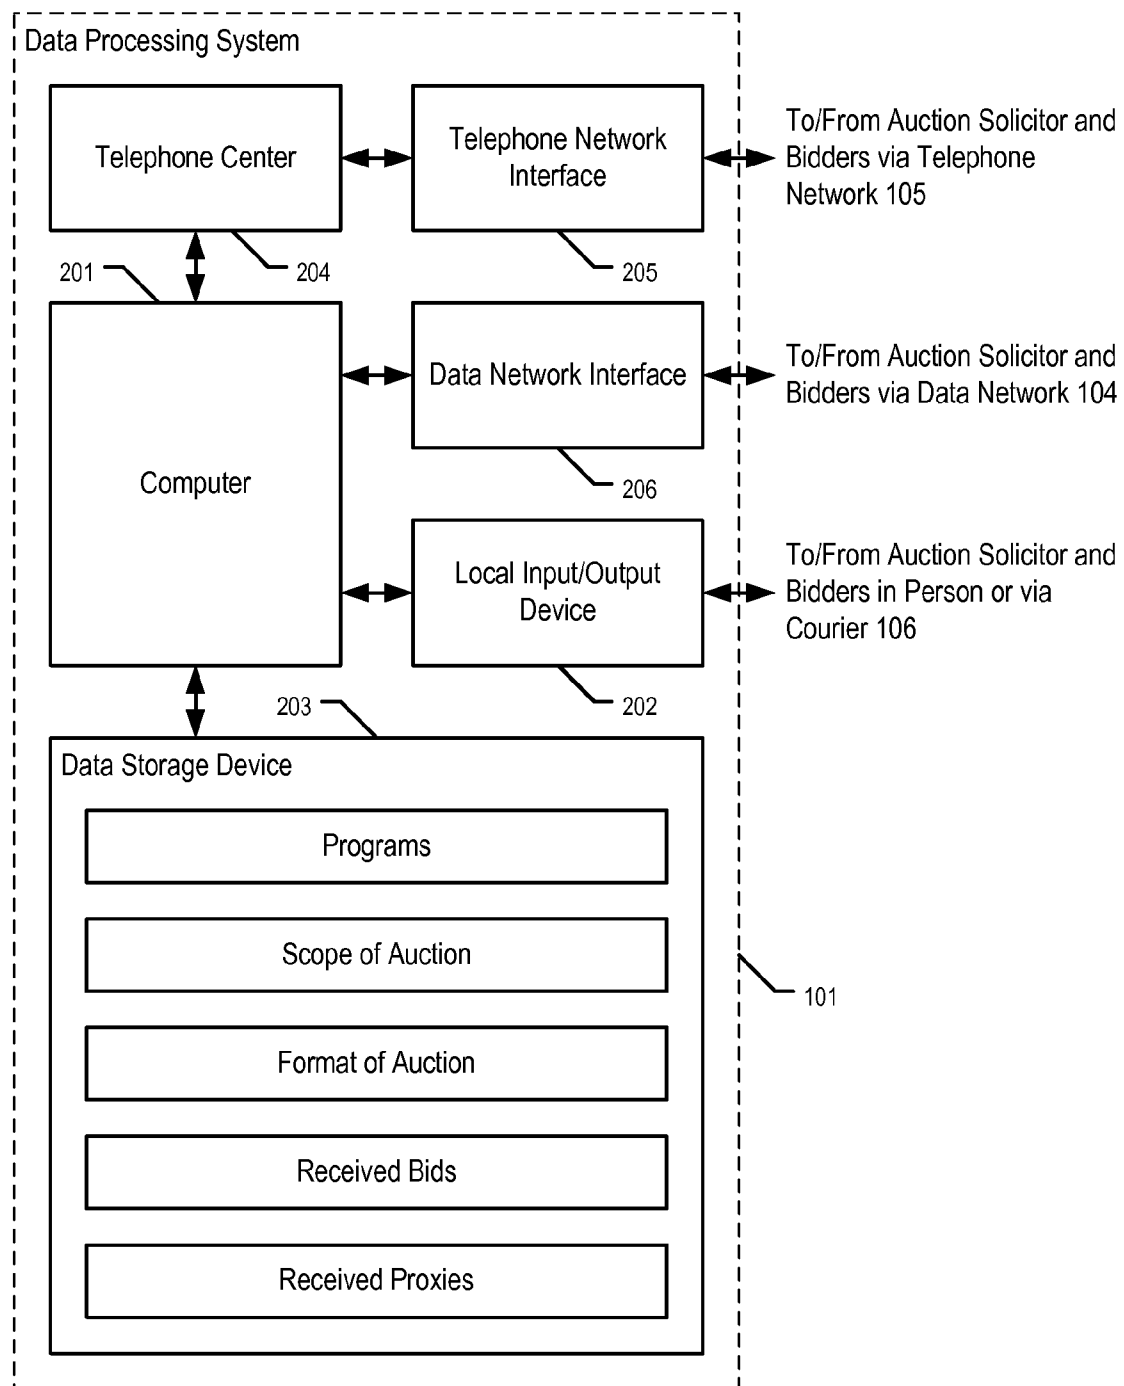 Data Processing System
Telephone Center
Telephone Network
Interface
To/From Auction Solicitor and
Bidders via Telephone
Network 105
201
204
205
Computer
Data Network Interface
To/From Auction Solicitor and
Bidders via Data Network 104
206
Local Input/Output
Device
To/From Auction Solicitor and
Bidders in Person or via
Courier 106
203
202
Data Storage Device
Programs
Scope of Auction
101
Format of Auction
Received Bids
Received Proxies